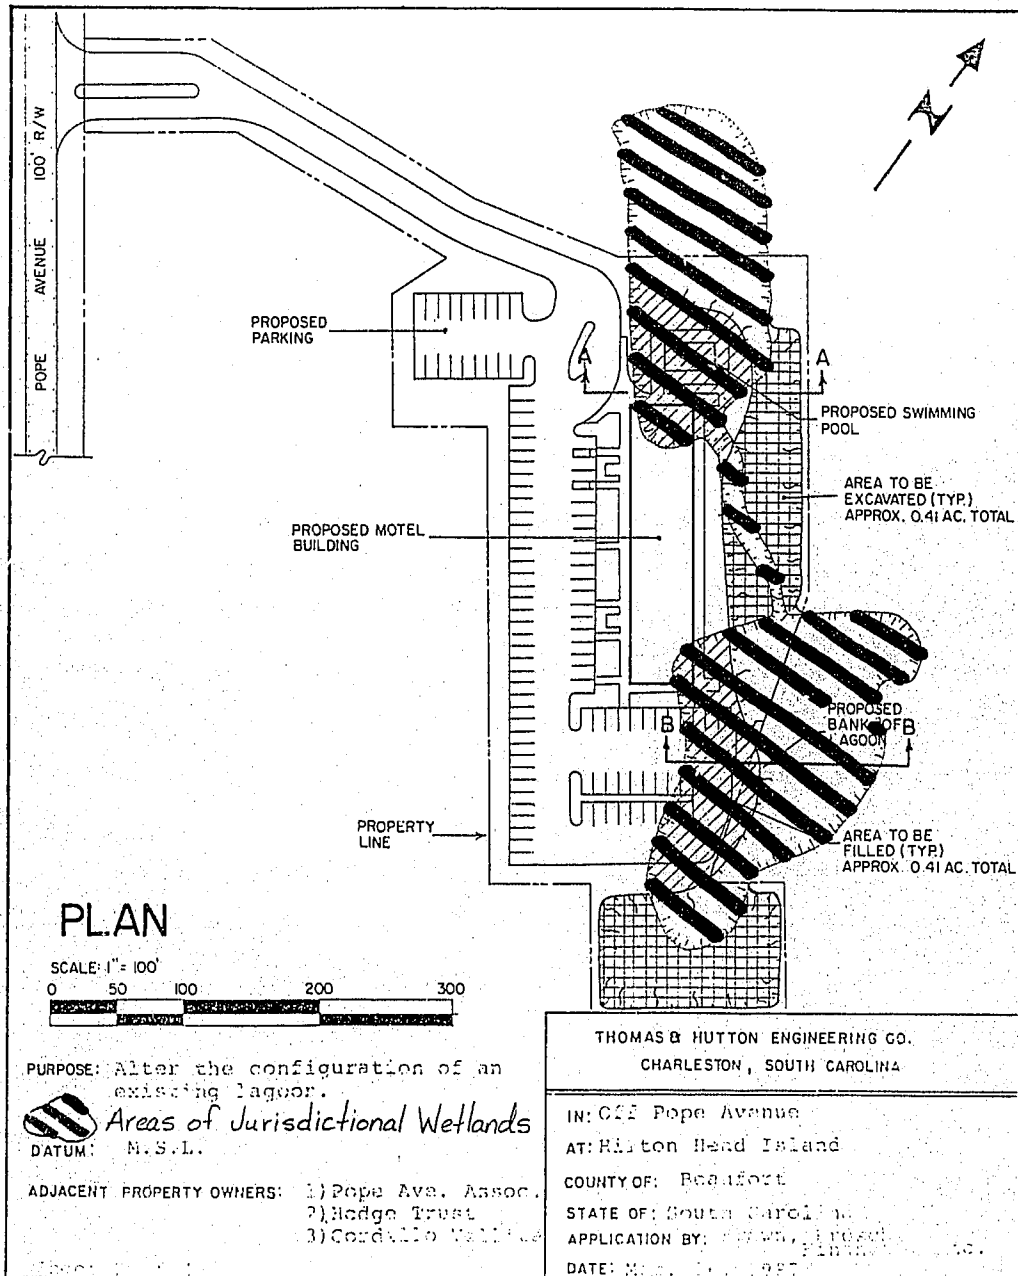 N
POPE AVENUE 100' R/W
PROPOSED
PARKING
A
A
PROPOSED SWIMMING
POOL
AREA TO BE
EXCAVATED (TYP.)
APPROX. 0.41 AC. TOTAL
PROPOSED MOTEL
BUILDING
PROPOSED
BANK OF
LAGOON
B
B
PROPERTY
LINE
AREA TO BE
FILLED (TYP.)
APPROX. 0.41 AC. TOTAL
PLAN
SCALE: 1" = 100'
0 50 100 200 300
PURPOSE: Alter the configuration of an
existing lagoon.
Areas of Jurisdictional Wetlands
DATUM: M.S.L.
ADJACENT PROPERTY OWNERS: 1) Pope Ave. Assoc.
2) Hodge Trust
3) Cordillo
THOMAS & HUTTON ENGINEERING CO.
CHARLESTON, SOUTH CAROLINA
IN: Off Pope Avenue
AT: Hilton Head Island
COUNTY OF: Beaufort
STATE OF: South Carolina
APPLICATION BY:
DATE: 1987